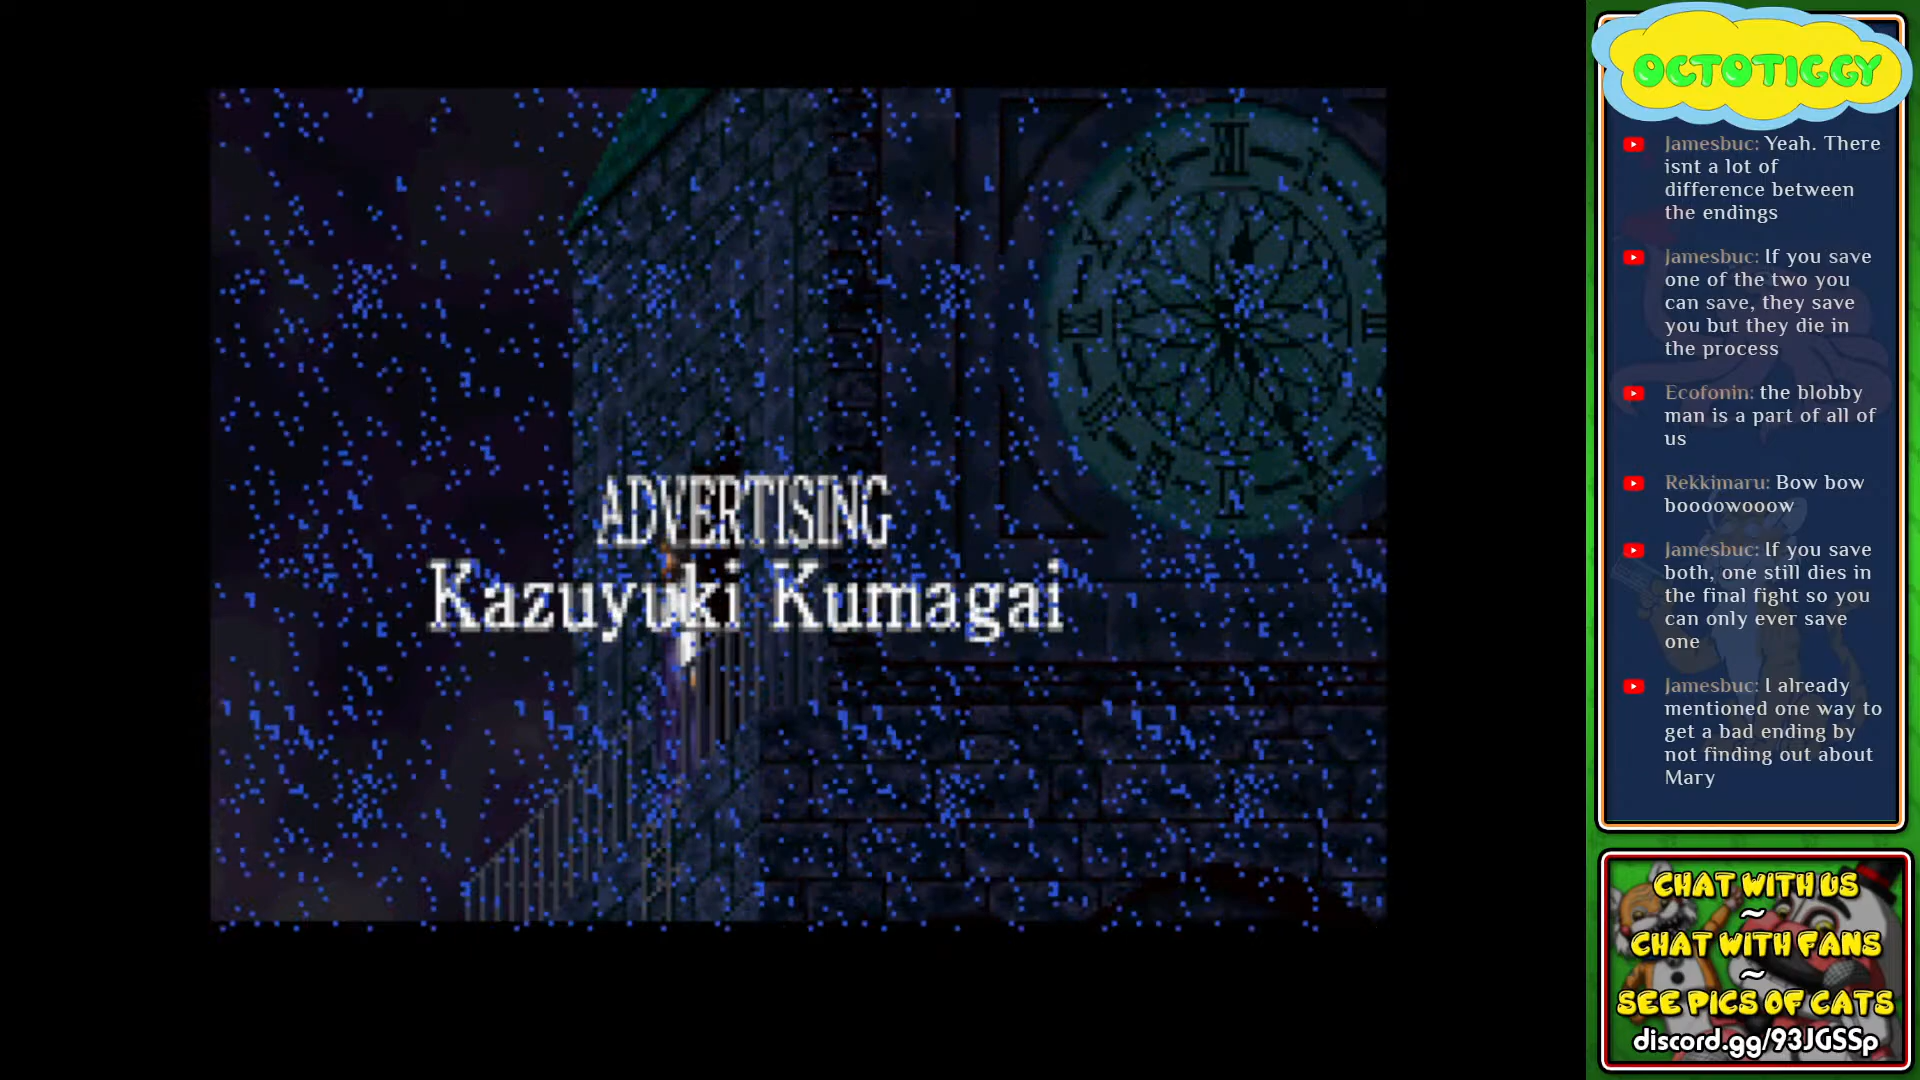 ADVERTISING
Kazuyuki Kumagai
OCTOTIGGY
Jamesbuc: Yeah. There
isnt a lot of
difference between
the endings
Jamesbuc: If you save
one of the two you
can save, they save
you but they die in
the process
Ecofonin: the blobby
man is a part of all of
us
Rekkimaru: Bow bow
boooowooow
Jamesbuc: If you save
both, one still dies in
the final fight so you
can only ever save
one
Jamesbuc: I already
mentioned one way to
get a bad ending by
not finding out about
Mary
CHAT WITH US
~
CHAT WITH FANS
~
SEE PICS OF CATS
discord.gg/93JGSSp